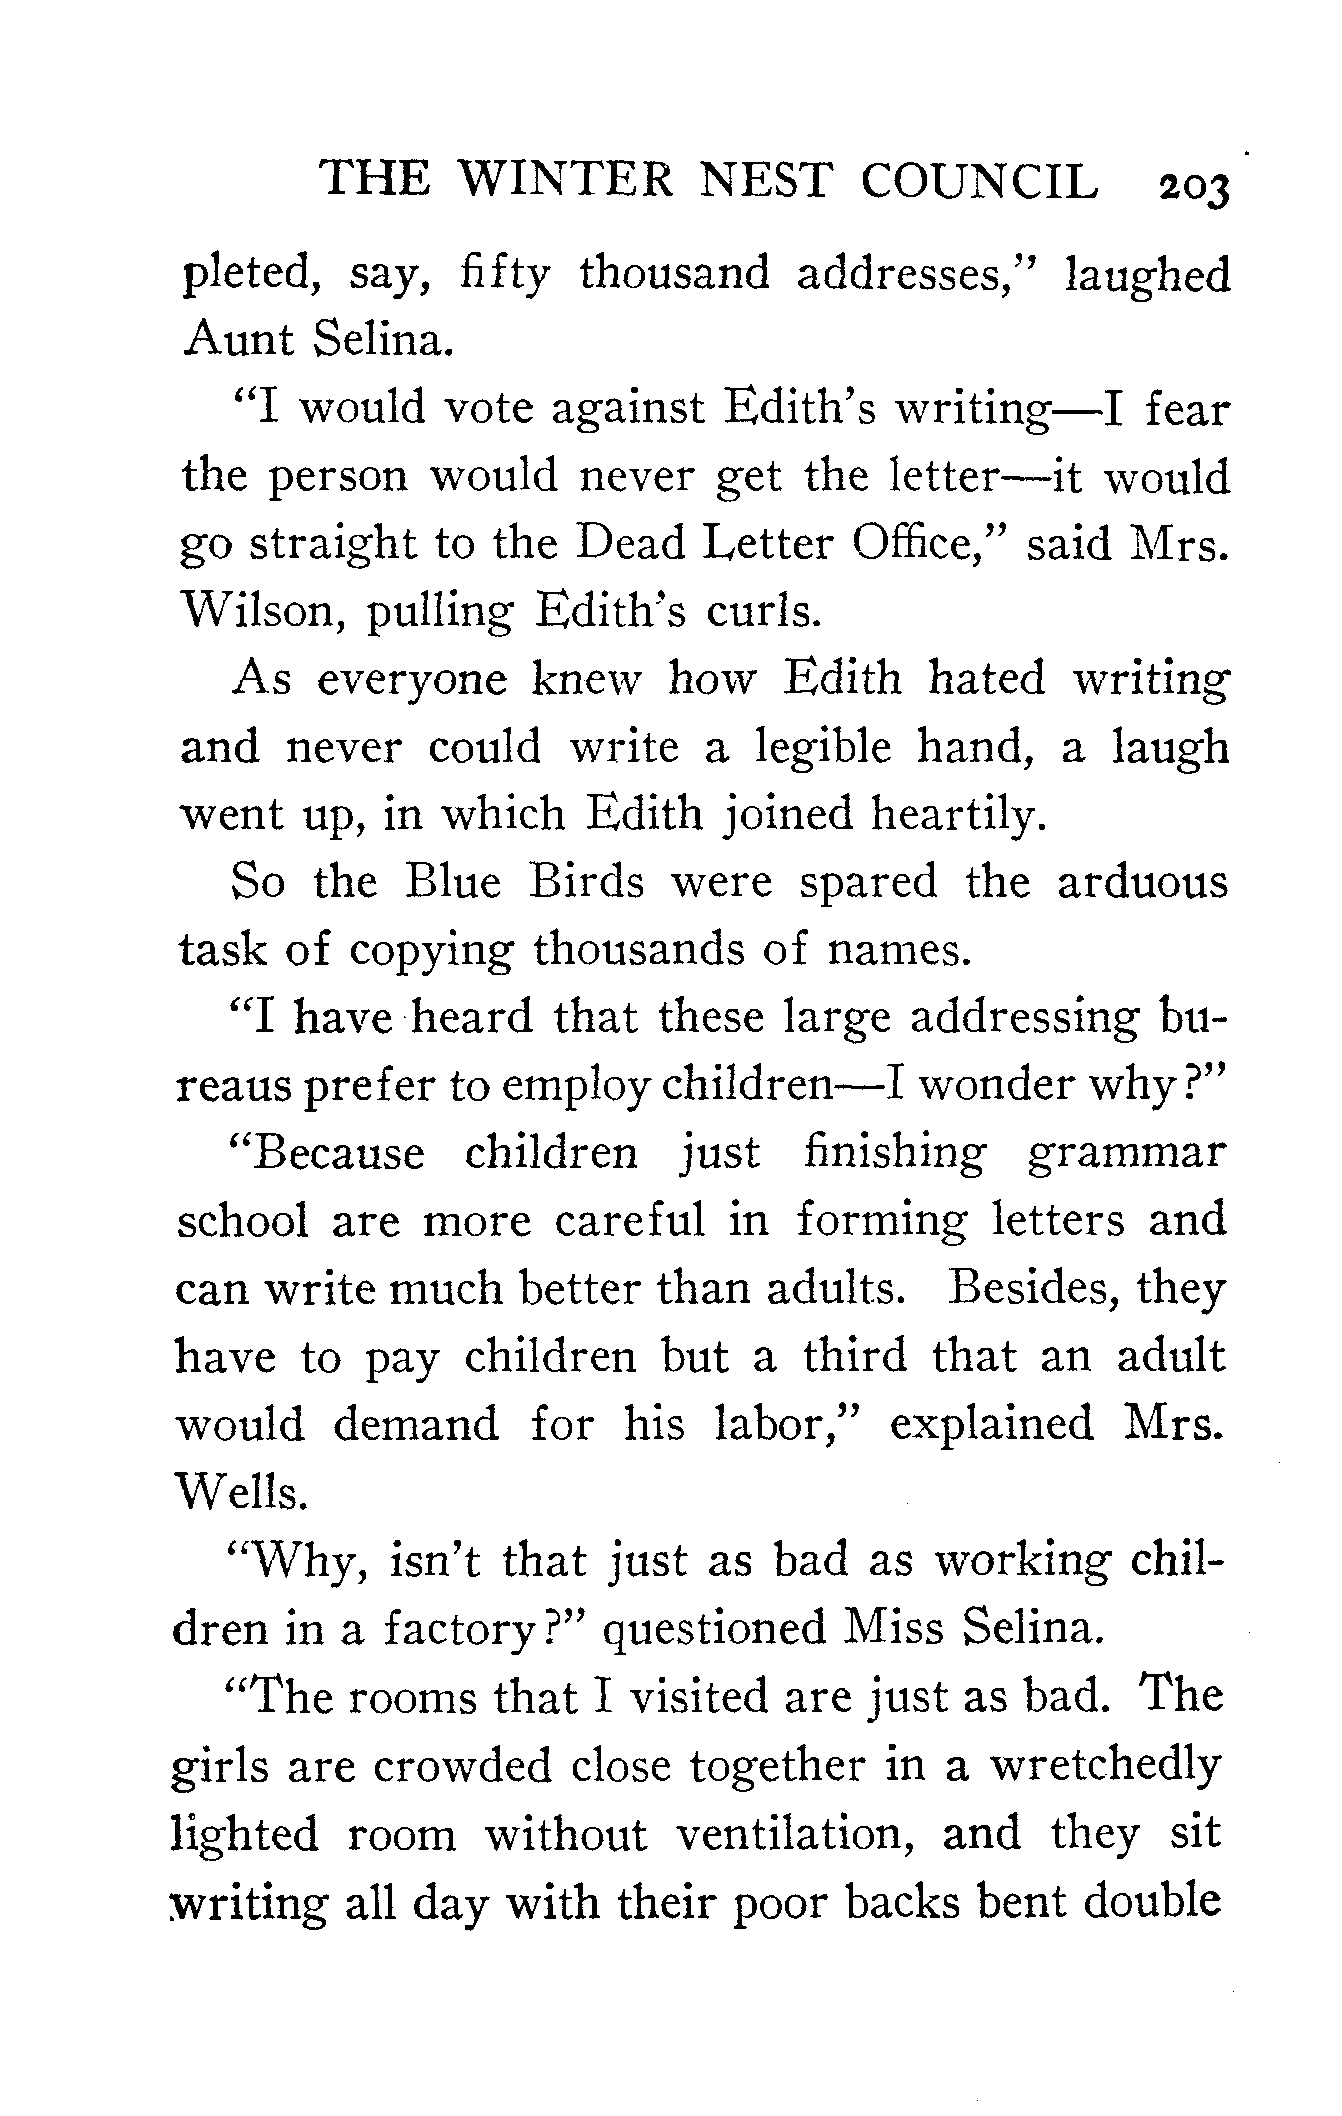 THE WINTER NEST COUNCIL 203
pleted, say, fifty thousand addresses,” laughed
Aunt Selina.
“I would vote against Edith’s writing—I fear
the person would never get the letter—it would
go straight to the Dead Letter Office,” said Mrs.
Wilson, pulling Edith’s curls.
As everyone knew how Edith hated writing
and never could write a legible hand, a laugh
went up, in which Edith joined heartily.
So the Blue Birds were spared the arduous
task of copying thousands of names.
“I have heard that these large addressing bu-
reaus prefer to employ children—I wonder why?”
“Because children just finishing grammar
school are more careful in forming letters and
can write much better than adults. Besides, they
have to pay children but a third that an adult
would demand for his labor,” explained Mrs.
Wells.
“Why, isn’t that just as bad as working chil-
dren in a factory?” questioned Miss Selina.
“The rooms that I visited are just as bad. The
girls are crowded close together in a wretchedly
lighted room without ventilation, and they sit
writing all day with their poor backs bent double